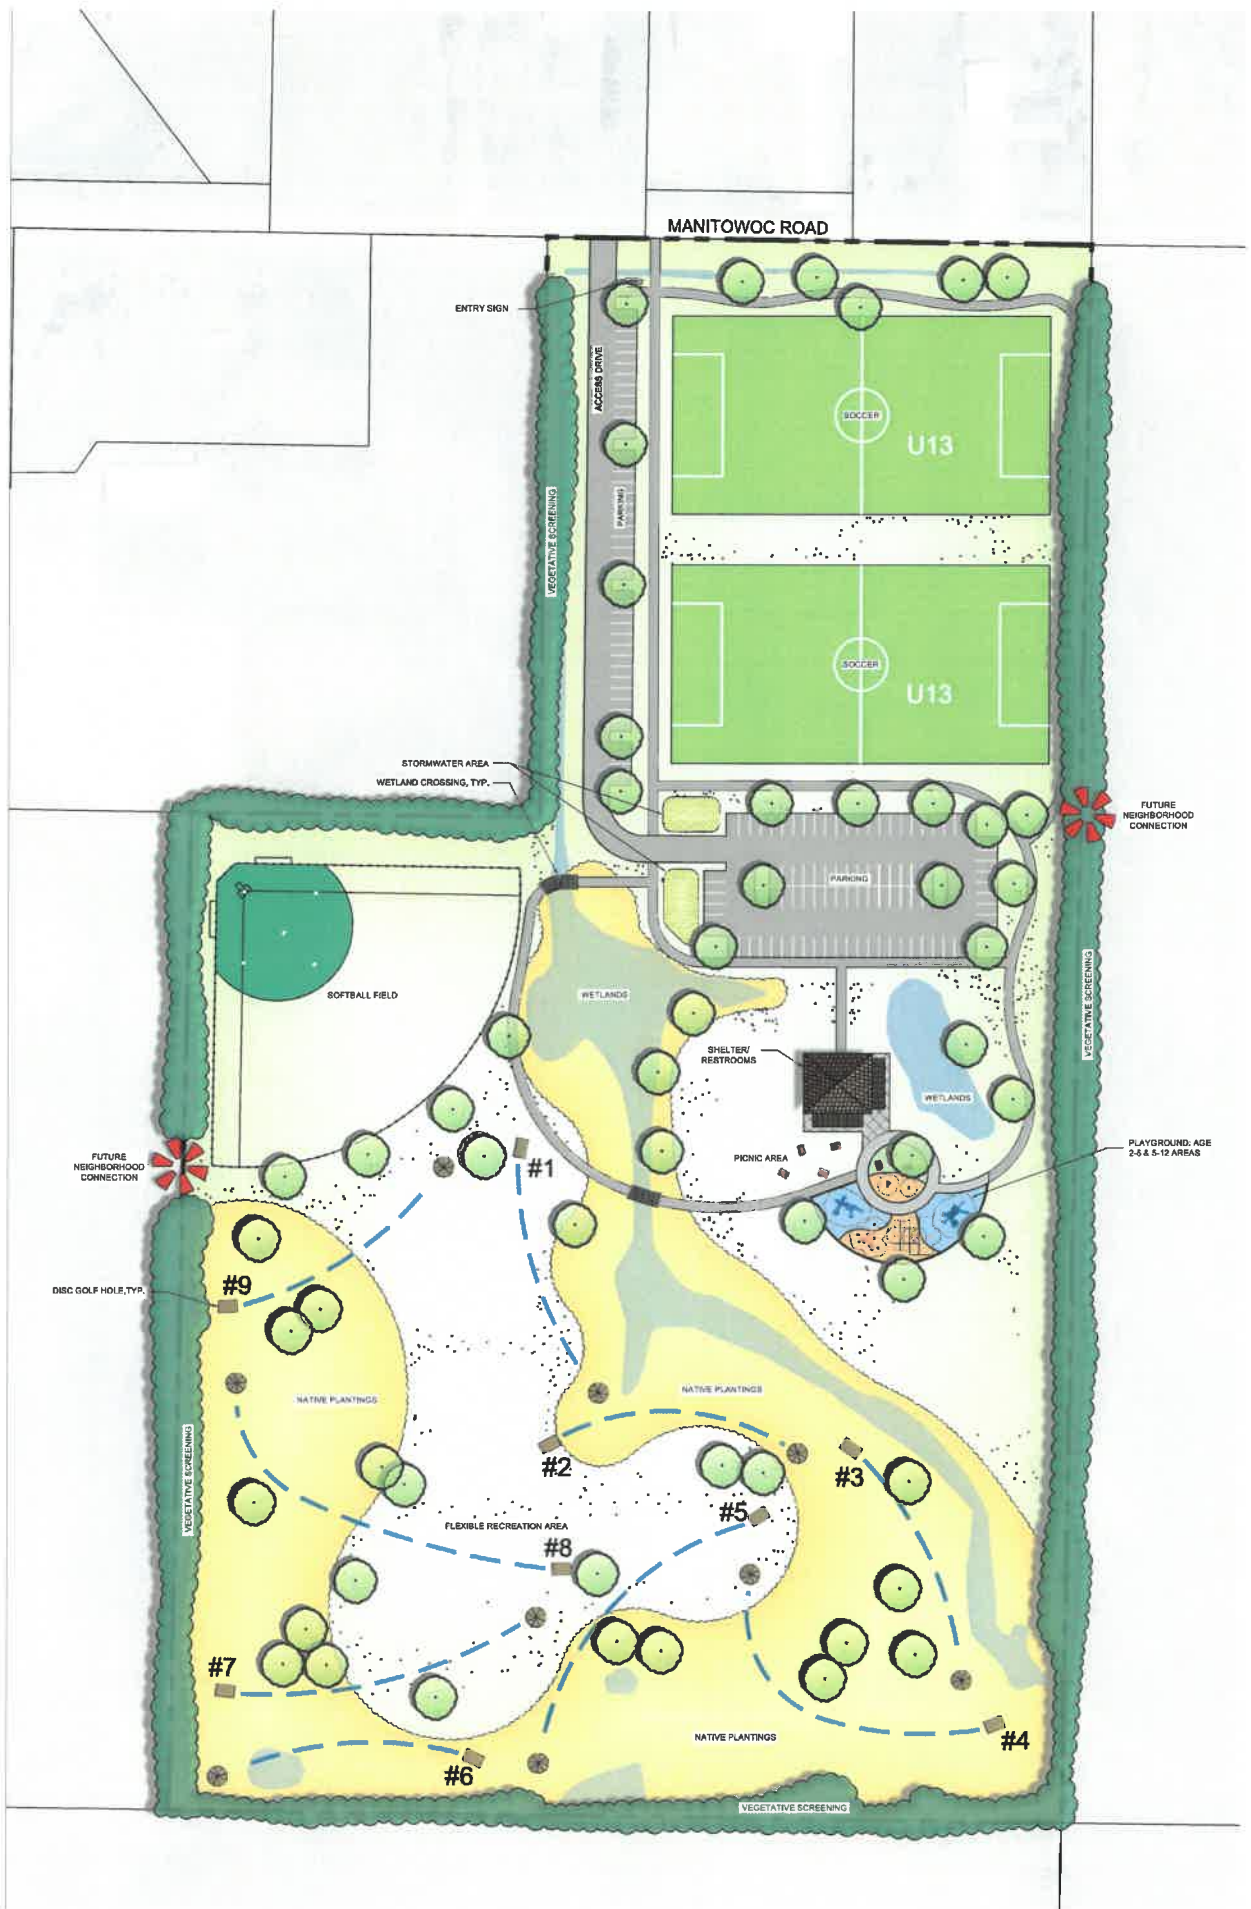 MANITOWOC ROAD
ENTRY SIGN
ACCESS DRIVE
SOCCER
U13
PARKING
VEGETATIVE SCREENING
SOCCER
U13
STORMWATER AREA
WETLAND CROSSING, TYP.
FUTURE
NEIGHBORHOOD
CONNECTION
PARKING
SOFTBALL FIELD
WETLANDS
VEGETATIVE SCREENING
SHELTER/
RESTROOMS
WETLANDS
FUTURE
NEIGHBORHOOD
CONNECTION
#1
PICNIC AREA
PLAYGROUND: AGE
2-5 & 5-12 AREAS
#9
DISC GOLF HOLE, TYP.
NATIVE PLANTINGS
NATIVE PLANTINGS
VEGETATIVE SCREENING
#2
#3
#5
FLEXIBLE RECREATION AREA
#8
#7
#4
NATIVE PLANTINGS
#6
VEGETATIVE SCREENING